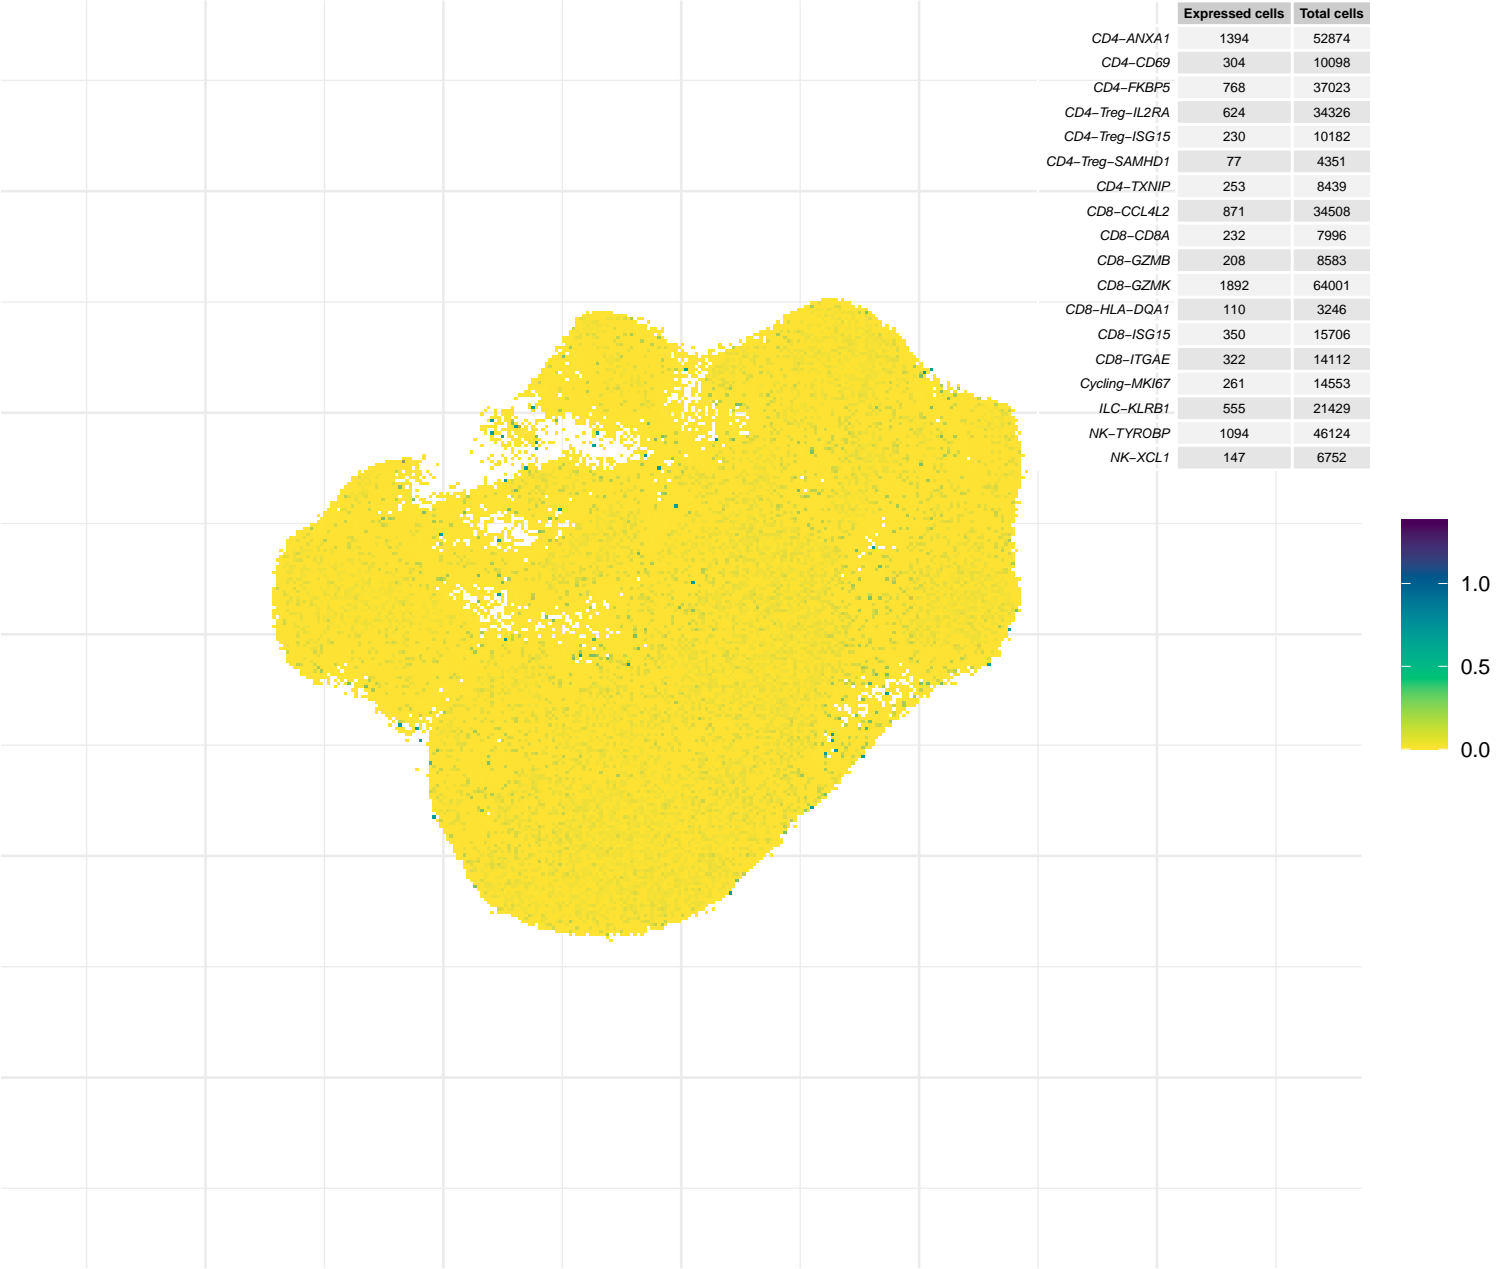 Expressed cells Total cells
CD4−ANXA1 1394 52874
CD4−CD69 304 10098
CD4−FKBP5 768 37023
CD4−Treg−IL2RA 624 34326
CD4−Treg−ISG15 230 10182
CD4−Treg−SAMHD1 77 4351
CD4−TXNIP 253 8439
CD8−CCL4L2 871 34508
CD8−CD8A 232 7996
CD8−GZMB 208 8583
CD8−GZMK 1892 64001
CD8−HLA−DQA1 110 3246
CD8−ISG15 350 15706
CD8−ITGAE 322 14112
Cycling−MKI67 261 14553
ILC−KLRB1 555 21429
NK−TYROBP 1094 46124
NK−XCL1 147 6752
1.0
0.5
0.0